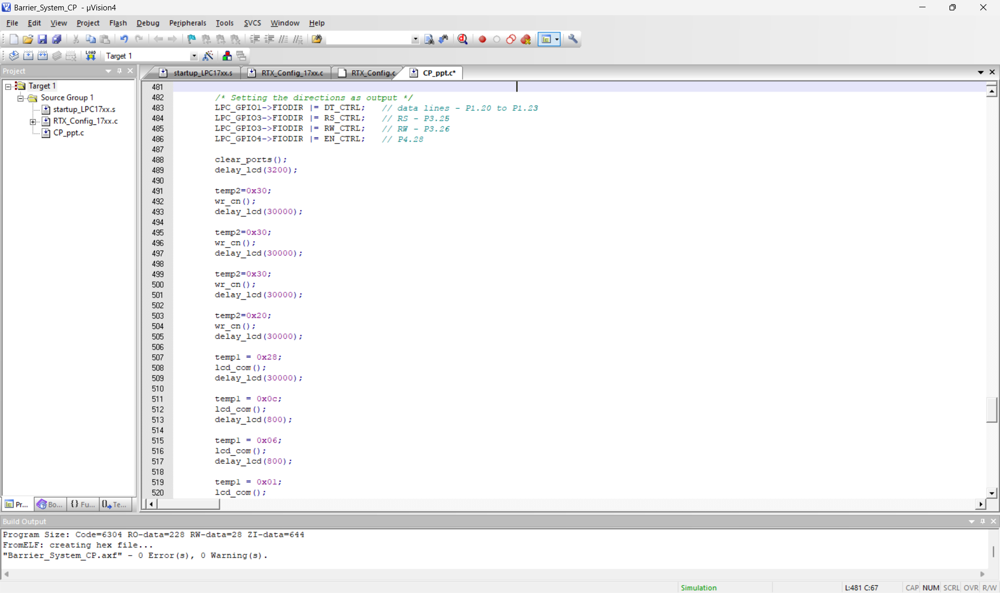 Barrier_System_CP - µVision4
File Edit View Project Flash Debug Peripherals Tools SVCS Window Help
LOAD Target 1
Project
startup_LPC17xx.s RTX_Config_17xx.c RTX_Config.c CP_ppt.c*
Target 1
Source Group 1
startup_LPC17xx.s
RTX_Config_17xx.c
CP_ppt.c
481
482 /* Setting the directions as output */
483 LPC_GPIO1->FIODIR |= DT_CTRL; // data lines - P1.20 to P1.23
484 LPC_GPIO3->FIODIR |= RS_CTRL; // RS - P3.25
485 LPC_GPIO3->FIODIR |= RW_CTRL; // RW - P3.26
486 LPC_GPIO4->FIODIR |= EN_CTRL; // P4.28
487
488 clear_ports();
489 delay_lcd(3200);
490
491 temp2=0x30;
492 wr_cn();
493 delay_lcd(30000);
494
495 temp2=0x30;
496 wr_cn();
497 delay_lcd(30000);
498
499 temp2=0x30;
500 wr_cn();
501 delay_lcd(30000);
502
503 temp2=0x20;
504 wr_cn();
505 delay_lcd(30000);
506
507 temp1 = 0x28;
508 lcd_com();
509 delay_lcd(30000);
510
511 temp1 = 0x0c;
512 lcd_com();
513 delay_lcd(800);
514
515 temp1 = 0x06;
516 lcd_com();
517 delay_lcd(800);
518
519 temp1 = 0x01;
520 lcd_com();
Pr... Bo... {} Fu... 0 Te...
Build Output
Program Size: Code=6304 RO-data=228 RW-data=28 ZI-data=644
FromELF: creating hex file...
"Barrier_System_CP.axf" - 0 Error(s), 0 Warning(s).
Simulation L:481 C:67 CAP NUM SCRL OVR R/W